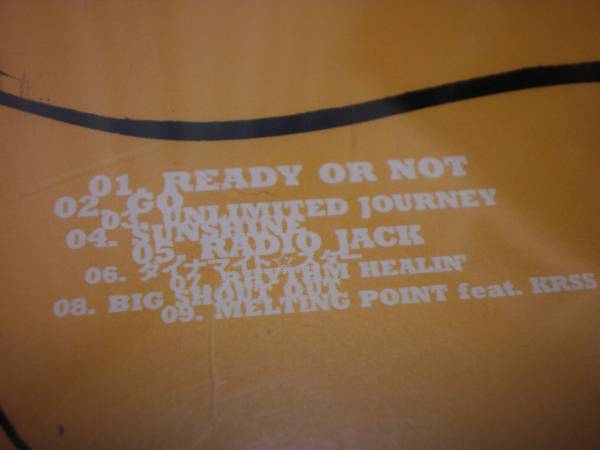 01. READY OR NOT
02. GO
03. UNLIMITED JOURNEY
04. SUNSHINE
05. RADIO JACK
06. ダイナマイト☆スター
07. RHYTHM HEALIN'
08. BIG SHOUT OUT
09. MELTING POINT feat. KRSS